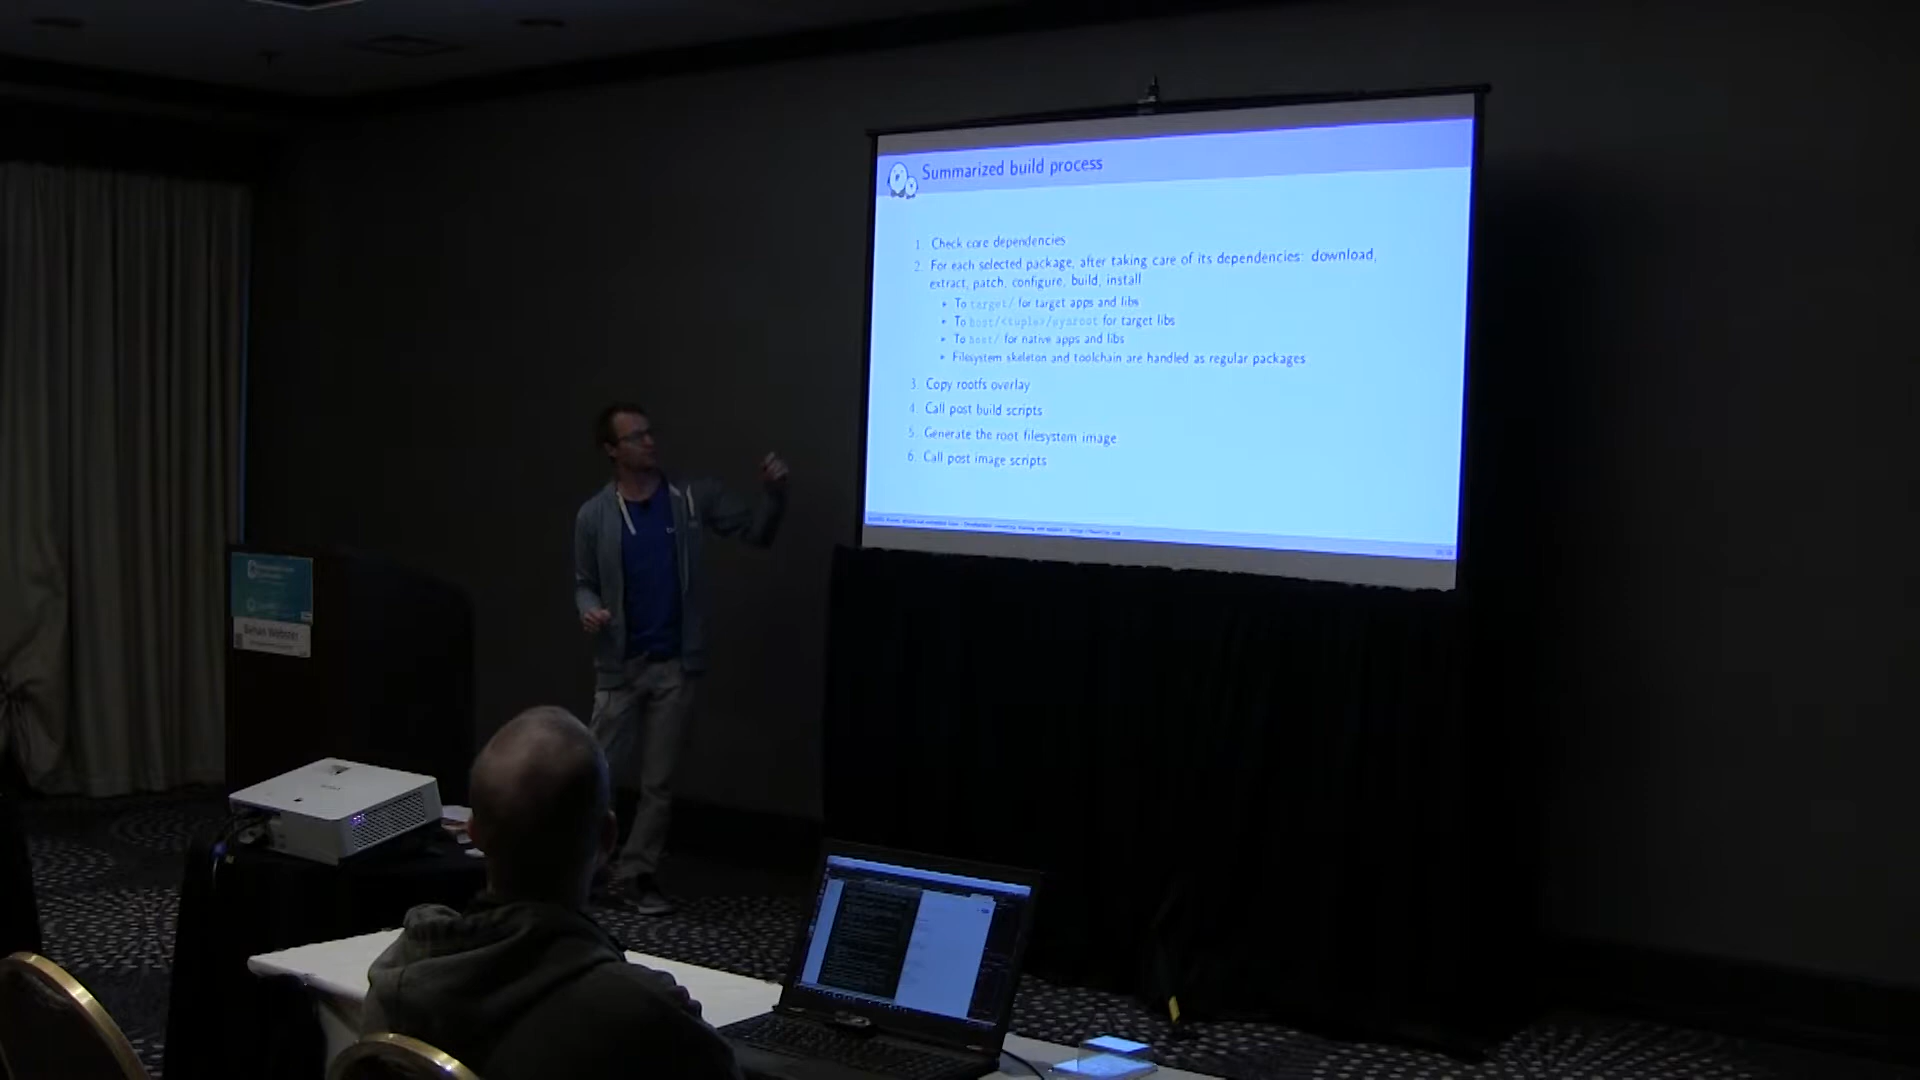 Summarized build process
1. Check core dependencies
2. For each selected package, after taking care of its dependencies: download,
extract, patch, configure, build, install
To target/ for target apps and libs
To host/<tuple>/sysroot for target libs
To host/ for native apps and libs
Filesystem skeleton and toolchain are handled as regular packages
3. Copy rootfs overlay
4. Call post build scripts
5. Generate the root filesystem image
6. Call post image scripts
Behan Webster